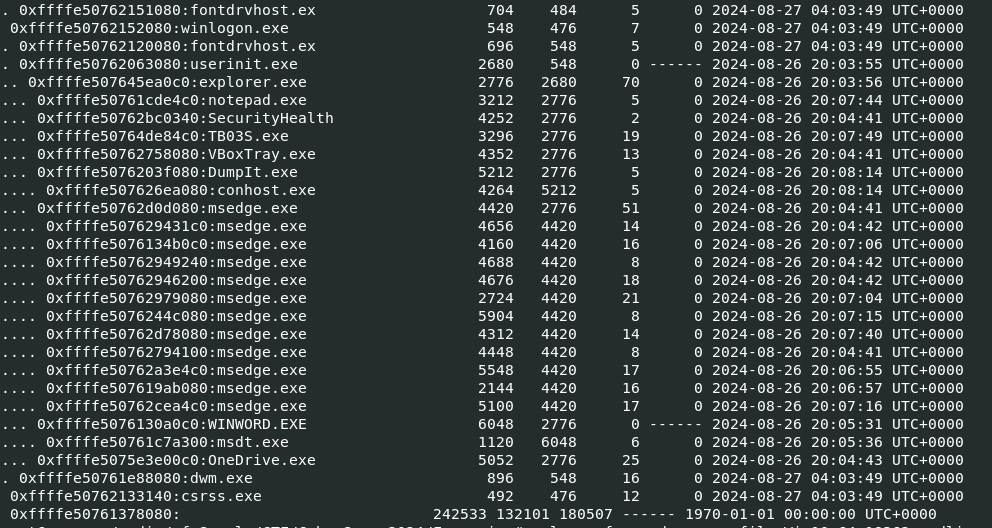 . 0xffffe50762151080:fontdrvhost.ex 704 484 5 0 2024-08-27 04:03:49 UTC+0000
0xffffe50762152080:winlogon.exe 548 476 7 0 2024-08-27 04:03:49 UTC+0000
. 0xffffe50762120080:fontdrvhost.ex 696 548 5 0 2024-08-27 04:03:49 UTC+0000
. 0xffffe50762063080:userinit.exe 2680 548 0 ------ 2024-08-26 20:03:55 UTC+0000
.. 0xffffe507645ea0c0:explorer.exe 2776 2680 70 0 2024-08-26 20:03:56 UTC+0000
... 0xffffe50761cde4c0:notepad.exe 3212 2776 5 0 2024-08-26 20:07:44 UTC+0000
... 0xffffe50762bc0340:SecurityHealth 4252 2776 2 0 2024-08-26 20:04:41 UTC+0000
... 0xffffe50764de84c0:TB03S.exe 3296 2776 19 0 2024-08-26 20:07:49 UTC+0000
... 0xffffe50762758080:VBoxTray.exe 4352 2776 13 0 2024-08-26 20:04:41 UTC+0000
... 0xffffe5076203f080:DumpIt.exe 5212 2776 5 0 2024-08-26 20:08:14 UTC+0000
.... 0xffffe507626ea080:conhost.exe 4264 5212 5 0 2024-08-26 20:08:14 UTC+0000
... 0xffffe50762d0d080:msedge.exe 4420 2776 51 0 2024-08-26 20:04:41 UTC+0000
.... 0xffffe507629431c0:msedge.exe 4656 4420 14 0 2024-08-26 20:04:42 UTC+0000
.... 0xffffe5076134b0c0:msedge.exe 4160 4420 16 0 2024-08-26 20:07:06 UTC+0000
.... 0xffffe50762949240:msedge.exe 4688 4420 8 0 2024-08-26 20:04:42 UTC+0000
.... 0xffffe50762946200:msedge.exe 4676 4420 18 0 2024-08-26 20:04:42 UTC+0000
.... 0xffffe50762979080:msedge.exe 2724 4420 21 0 2024-08-26 20:07:04 UTC+0000
.... 0xffffe5076244c080:msedge.exe 5904 4420 8 0 2024-08-26 20:07:15 UTC+0000
.... 0xffffe50762d78080:msedge.exe 4312 4420 14 0 2024-08-26 20:07:40 UTC+0000
.... 0xffffe50762794100:msedge.exe 4448 4420 8 0 2024-08-26 20:04:41 UTC+0000
.... 0xffffe50762a3e4c0:msedge.exe 5548 4420 17 0 2024-08-26 20:06:55 UTC+0000
.... 0xffffe507619ab080:msedge.exe 2144 4420 16 0 2024-08-26 20:06:57 UTC+0000
.... 0xffffe50762cea4c0:msedge.exe 5100 4420 17 0 2024-08-26 20:07:16 UTC+0000
... 0xffffe5076130a0c0:WINWORD.EXE 6048 2776 0 ------ 2024-08-26 20:05:31 UTC+0000
.... 0xffffe50761c7a300:msdt.exe 1120 6048 6 0 2024-08-26 20:05:36 UTC+0000
... 0xffffe5075e3e00c0:OneDrive.exe 5052 2776 25 0 2024-08-26 20:04:43 UTC+0000
. 0xffffe50761e88080:dwm.exe 896 548 16 0 2024-08-27 04:03:49 UTC+0000
0xffffe50762133140:csrss.exe 492 476 12 0 2024-08-27 04:03:49 UTC+0000
0xffffe50761378080: 242533 132101 180507 ------ 1970-01-01 00:00:00 UTC+0000